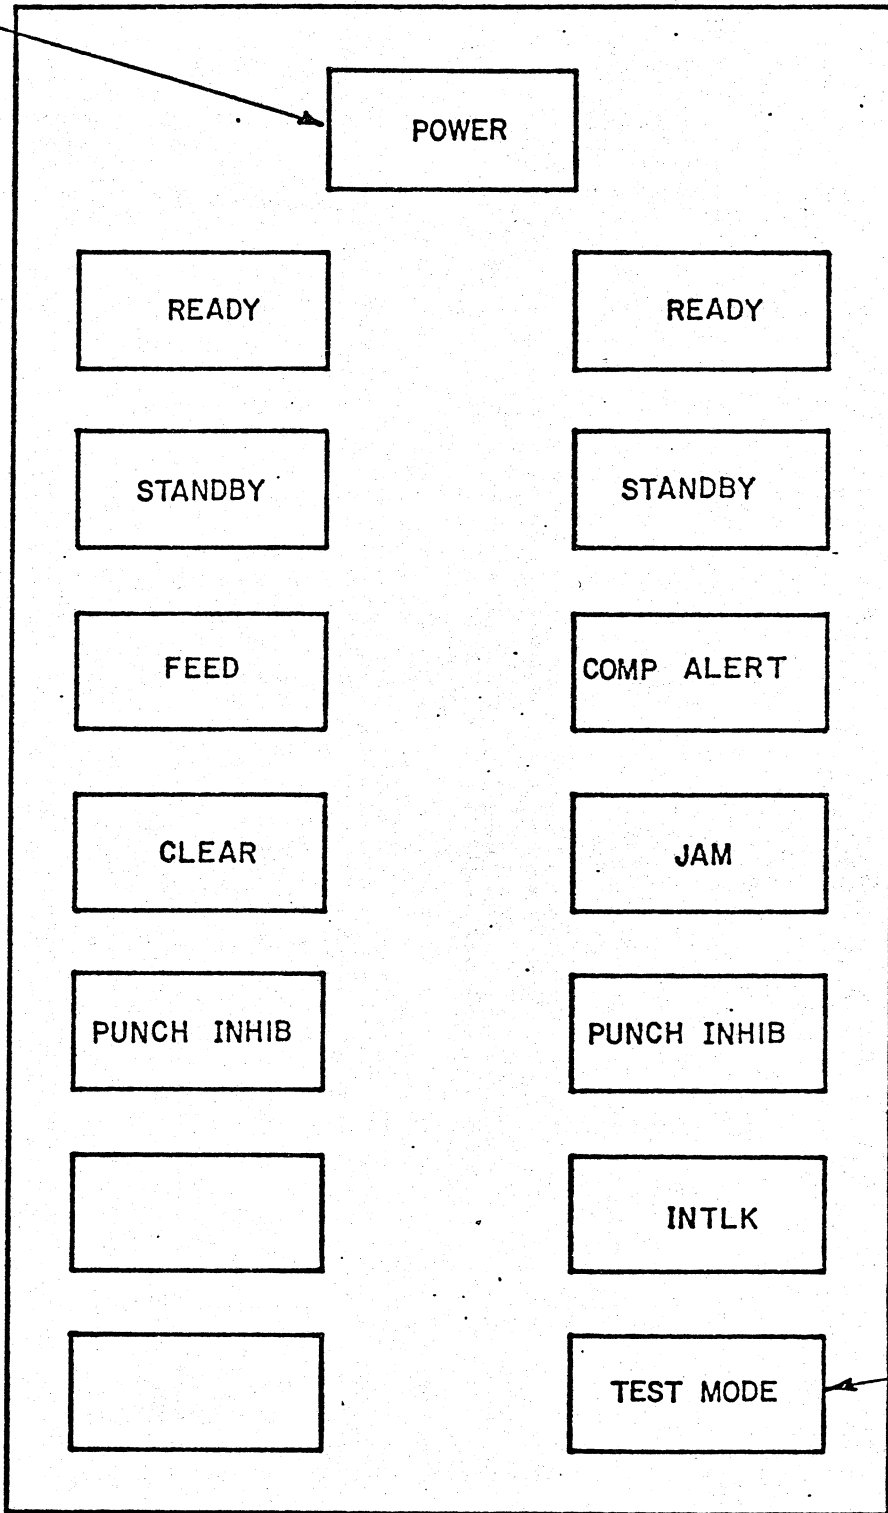 POWER
READY READY
STANDBY STANDBY
FEED COMP ALERT
CLEAR JAM
PUNCH INHIB PUNCH INHIB
INTLK
TEST MODE